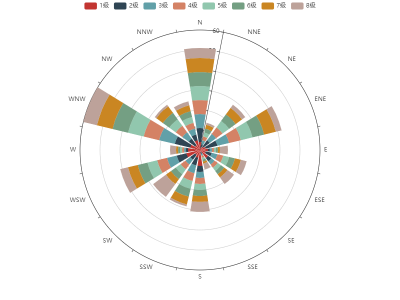 1级 2级 3级 4级 5级 6级 7级 8级
N
NNW 60 NNE
NW NE
WNW ENE
W E
WSW ESE
SW SE
SSW SSE
S